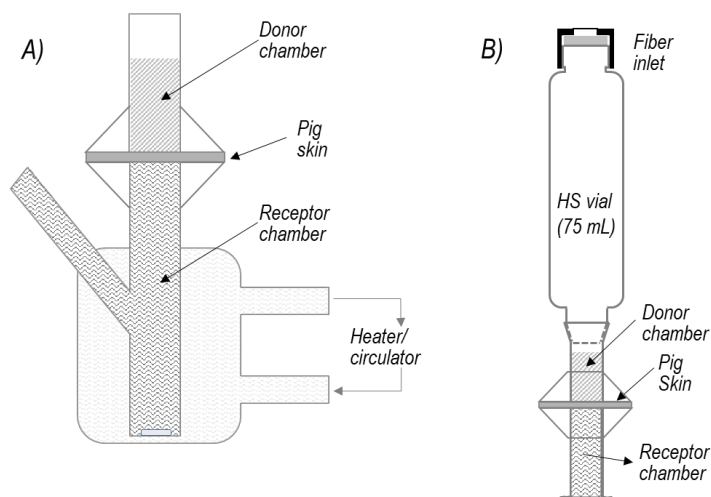 A)
Donor
chamber
Pig
skin
Receptor
chamber
Heater/
circulator
B)
Fiber
inlet
HS vial
(75 mL)
Donor
chamber
Pig
Skin
Receptor
chamber